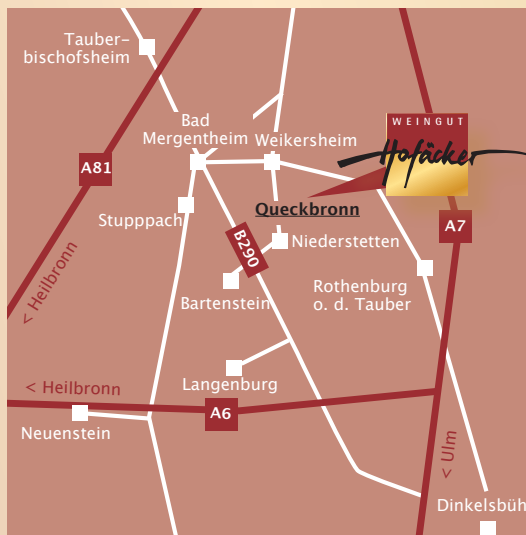 Tauber-
bischofsheim
Bad
Mergentheim
Weikersheim
WEINGUT
Hofäcker
A81
Stupppach
Queckbronn
A7
B290
Niederstetten
< Heilbronn
Bartenstein
Rothenburg
o. d. Tauber
< Heilbronn
Langenburg
A6
Neuenstein
< Ulm
Dinkelsbüh